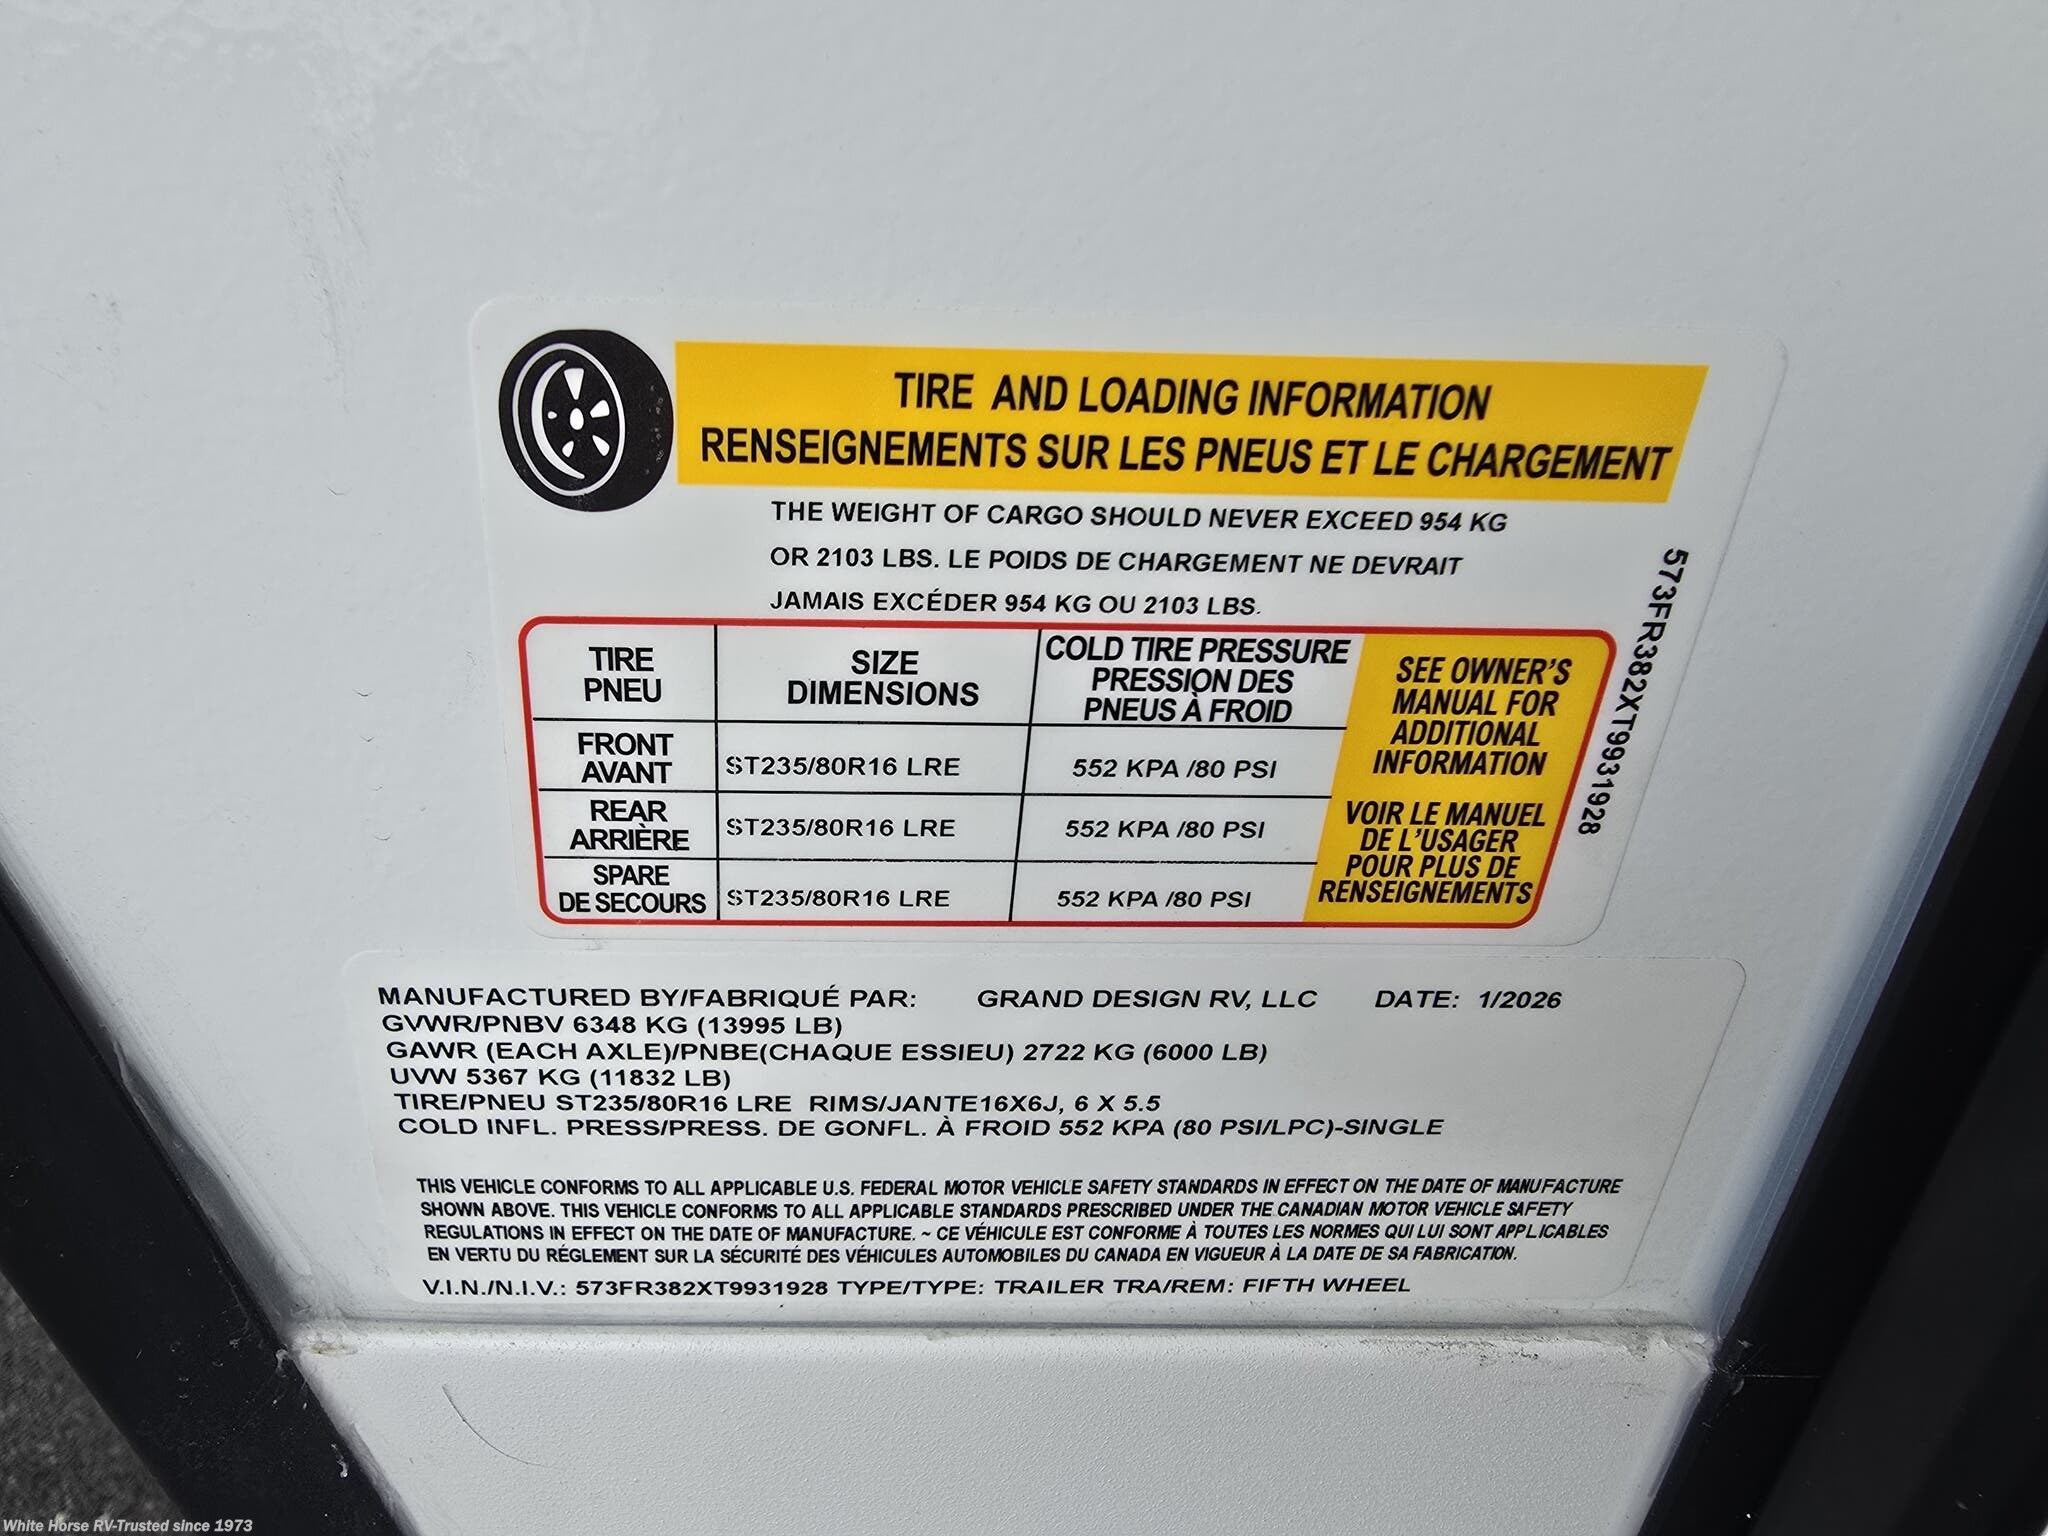 TIRE AND LOADING INFORMATION
RENSEIGNEMENTS SUR LES PNEUS ET LE CHARGEMENT
THE WEIGHT OF CARGO SHOULD NEVER EXCEED 954 KG
OR 2103 LBS. LE POIDS DE CHARGEMENT NE DEVRAIT
JAMAIS EXCÉDER 954 KG OU 2103 LBS.
573FR382XT9931928
TIRE
PNEU
SIZE
DIMENSIONS
COLD TIRE PRESSURE
PRESSION DES
PNEUS À FROID
FRONT
AVANT
ST235/80R16 LRE
552 KPA /80 PSI
REAR
ARRIÈRE
ST235/80R16 LRE
552 KPA /80 PSI
SPARE
DE SECOURS
ST235/80R16 LRE
552 KPA /80 PSI
SEE OWNER'S
MANUAL FOR
ADDITIONAL
INFORMATION
VOIR LE MANUEL
DE L'USAGER
POUR PLUS DE
RENSEIGNEMENTS
MANUFACTURED BY/FABRIQUÉ PAR: GRAND DESIGN RV, LLC DATE: 1/2026
GVWR/PNBV 6348 KG (13995 LB)
GAWR (EACH AXLE)/PNBE(CHAQUE ESSIEU) 2722 KG (6000 LB)
UVW 5367 KG (11832 LB)
TIRE/PNEU ST235/80R16 LRE RIMS/JANTE16X6J, 6 X 5.5
COLD INFL. PRESS/PRESS. DE GONFL. À FROID 552 KPA (80 PSI/LPC)-SINGLE
THIS VEHICLE CONFORMS TO ALL APPLICABLE U.S. FEDERAL MOTOR VEHICLE SAFETY STANDARDS IN EFFECT ON THE DATE OF MANUFACTURE
SHOWN ABOVE. THIS VEHICLE CONFORMS TO ALL APPLICABLE STANDARDS PRESCRIBED UNDER THE CANADIAN MOTOR VEHICLE SAFETY
REGULATIONS IN EFFECT ON THE DATE OF MANUFACTURE. ~ CE VÉHICULE EST CONFORME À TOUTES LES NORMES QUI LUI SONT APPLICABLES
EN VERTU DU RÉGLEMENT SUR LA SÉCURITÉ DES VÉHICULES AUTOMOBILES DU CANADA EN VIGUEUR À LA DATE DE SA FABRICATION.
V.I.N./N.I.V.: 573FR382XT9931928 TYPE/TYPE: TRAILER TRA/REM: FIFTH WHEEL
White Horse RV-Trusted since 1973